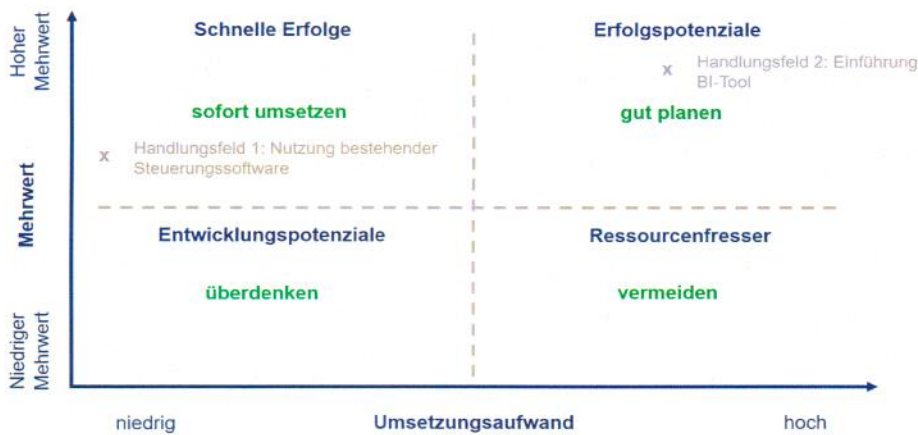 Hoher
Mehrwert
Schnelle Erfolge
Erfolgspotenziale
x Handlungsfeld 2: Einführung
BI-Tool
sofort umsetzen
gut planen
x Handlungsfeld 1: Nutzung bestehender
Steuerungssoftware
Mehrwert
Entwicklungspotenziale
Ressourcenfresser
überdenken
vermeiden
Niedriger
Mehrwert
niedrig
Umsetzungsaufwand
hoch